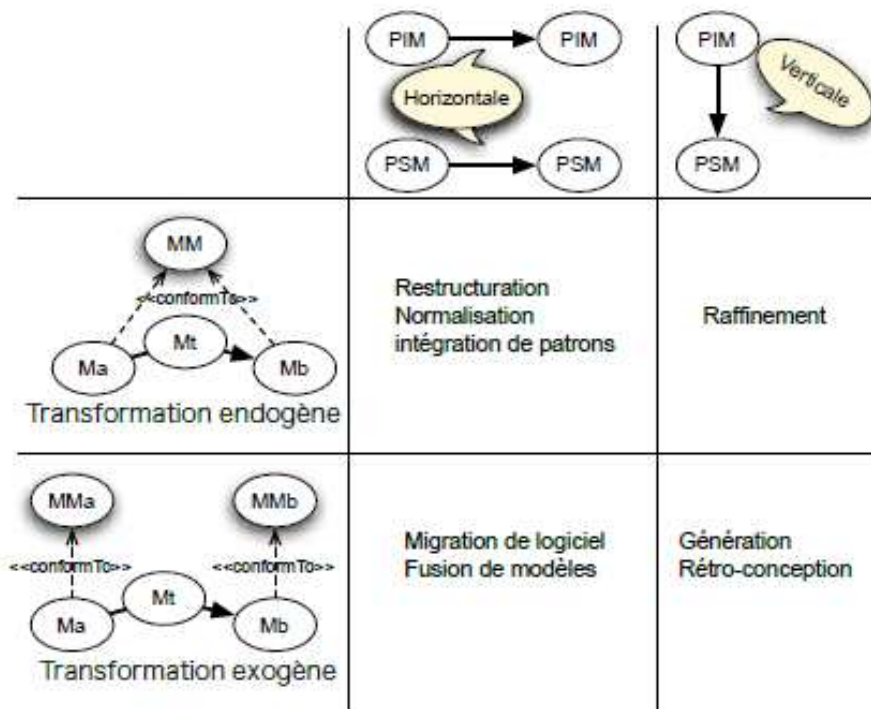 PIM PIM PIM
Horizontale
Verticale
PSM PSM PSM
MM
<<conformTo>>
Mt
Ma Mb
Transformation endogène
Restructuration
Normalisation
intégration de patrons
Raffinement
MMa MMb
<<conformTo>> <<conformTo>>
Mt
Ma Mb
Transformation exogène
Migration de logiciel
Fusion de modèles
Génération
Rétro-conception